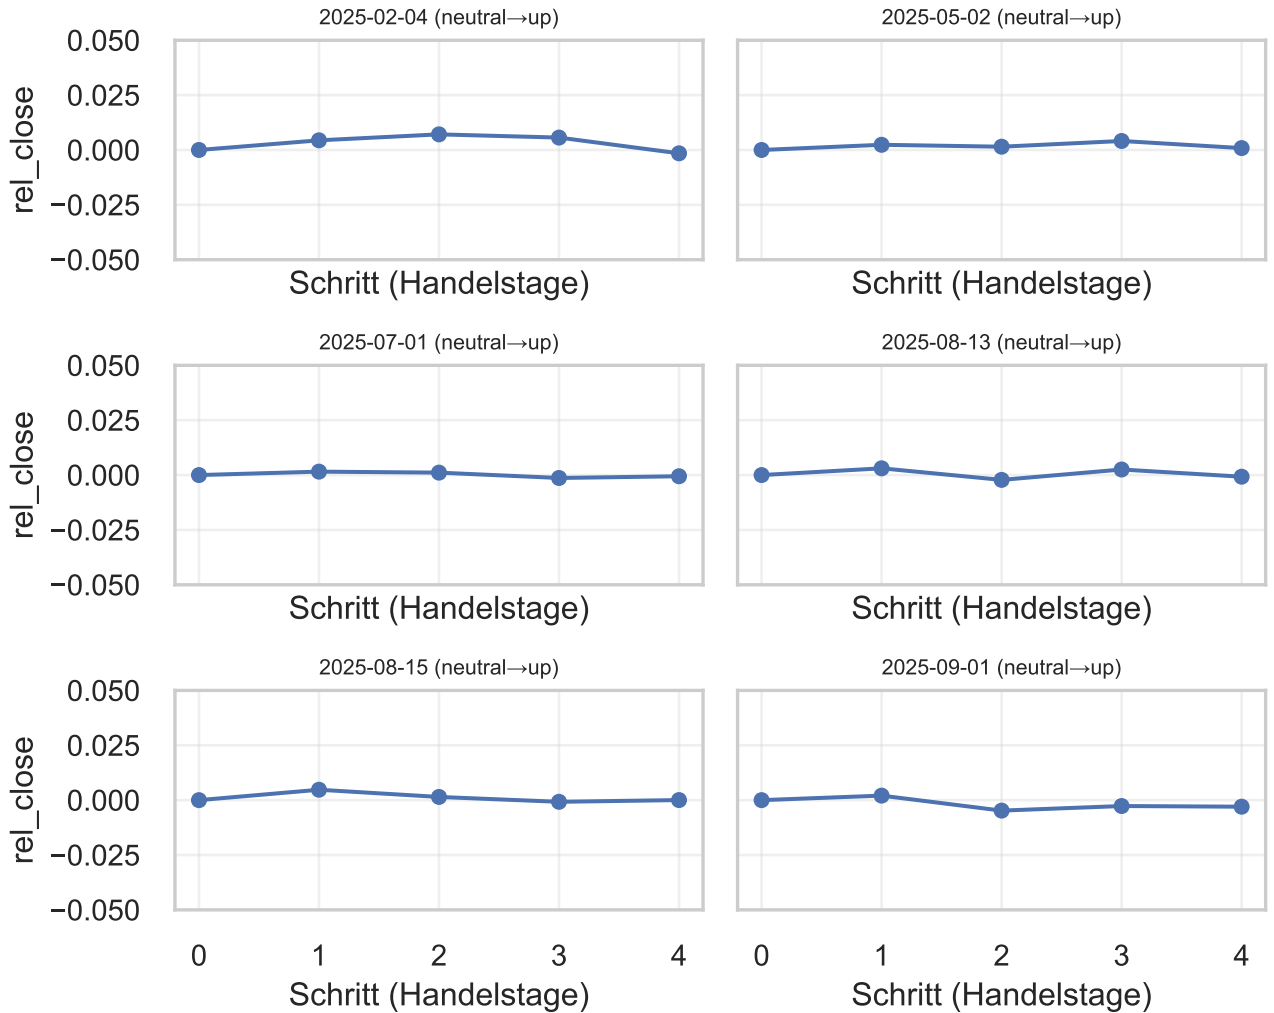 2025-02-04 (neutral→up)
2025-05-02 (neutral→up)
0.050
0.025
0.000
−0.025
−0.050
rel_close
Schritt (Handelstage)
Schritt (Handelstage)
2025-07-01 (neutral→up)
2025-08-13 (neutral→up)
0.050
0.025
0.000
−0.025
−0.050
rel_close
Schritt (Handelstage)
Schritt (Handelstage)
2025-08-15 (neutral→up)
2025-09-01 (neutral→up)
0.050
0.025
0.000
−0.025
−0.050
rel_close
0 1 2 3 4
0 1 2 3 4
Schritt (Handelstage)
Schritt (Handelstage)